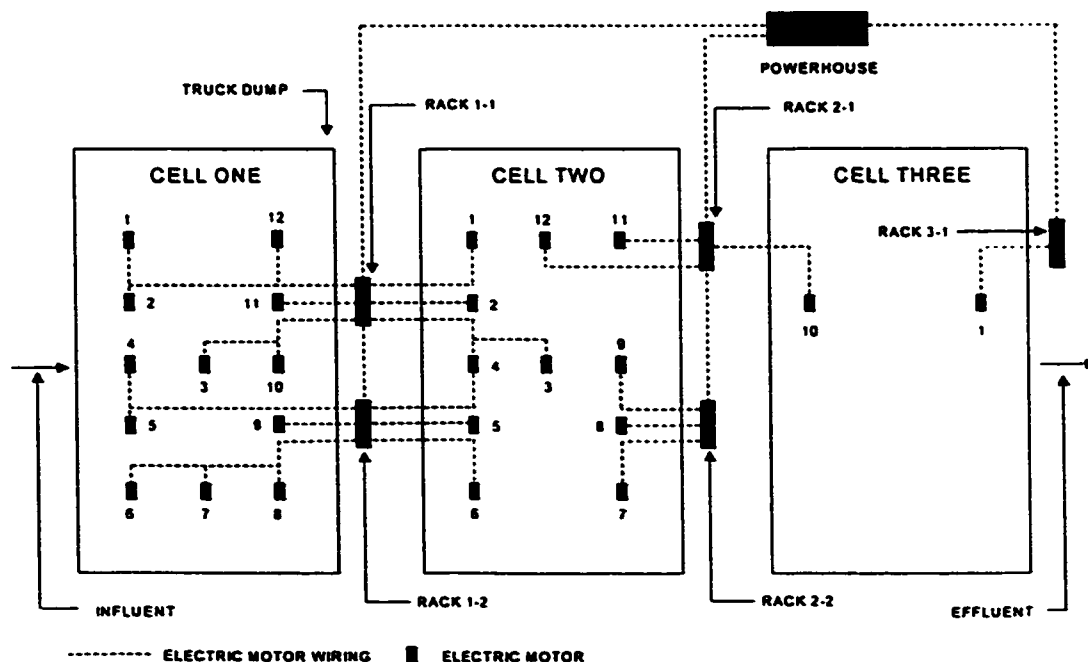 POWERHOUSE
TRUCK DUMP
RACK 1-1
RACK 2-1
CELL ONE
CELL TWO
CELL THREE
1
12
1
12
11
RACK 3-1
2
11
2
10
1
4
9
3
10
4
3
5
9
5
8
6
7
8
6
7
INFLUENT
RACK 1-2
RACK 2-2
EFFLUENT
ELECTRIC MOTOR WIRING
ELECTRIC MOTOR